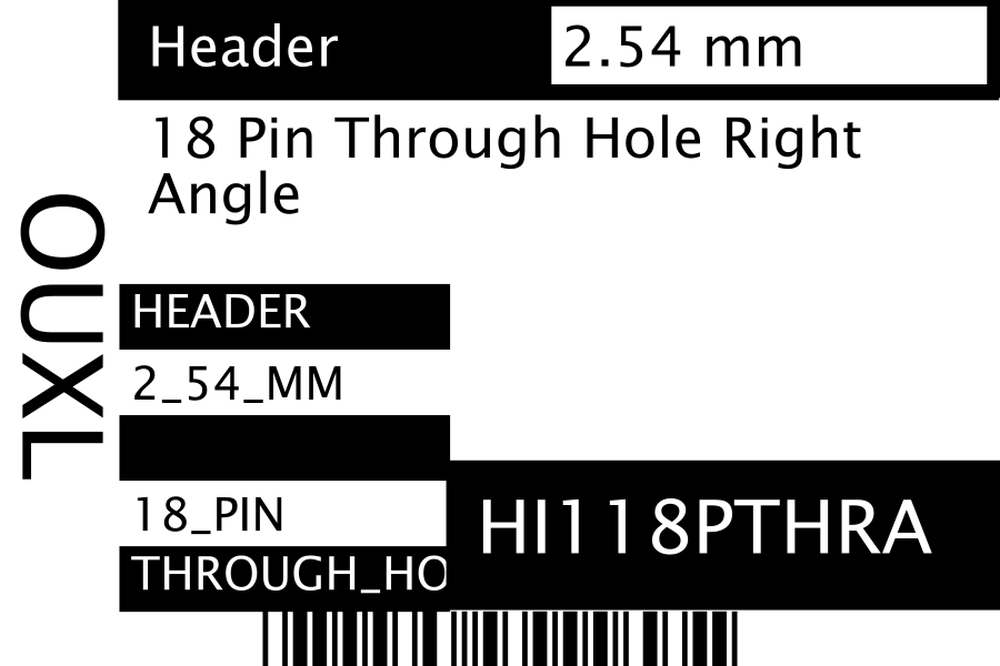 Header
2.54 mm
18 Pin Through Hole Right
Angle
OUXL
HEADER
2_54_MM
18_PIN
THROUGH_HO
HI118PTHRA